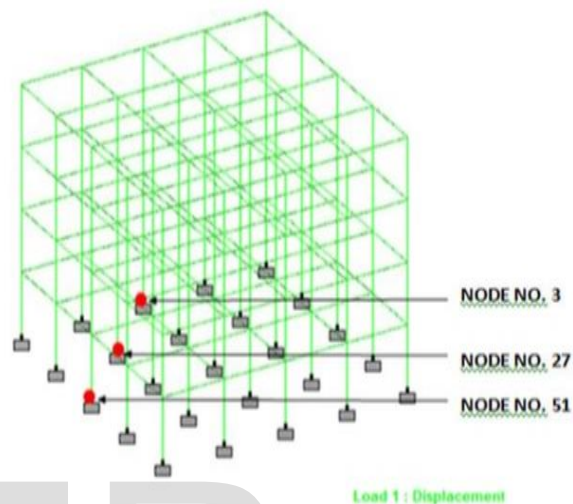 NODE NO. 3
NODE NO. 27
NODE NO. 51
Load 1 : Displacement